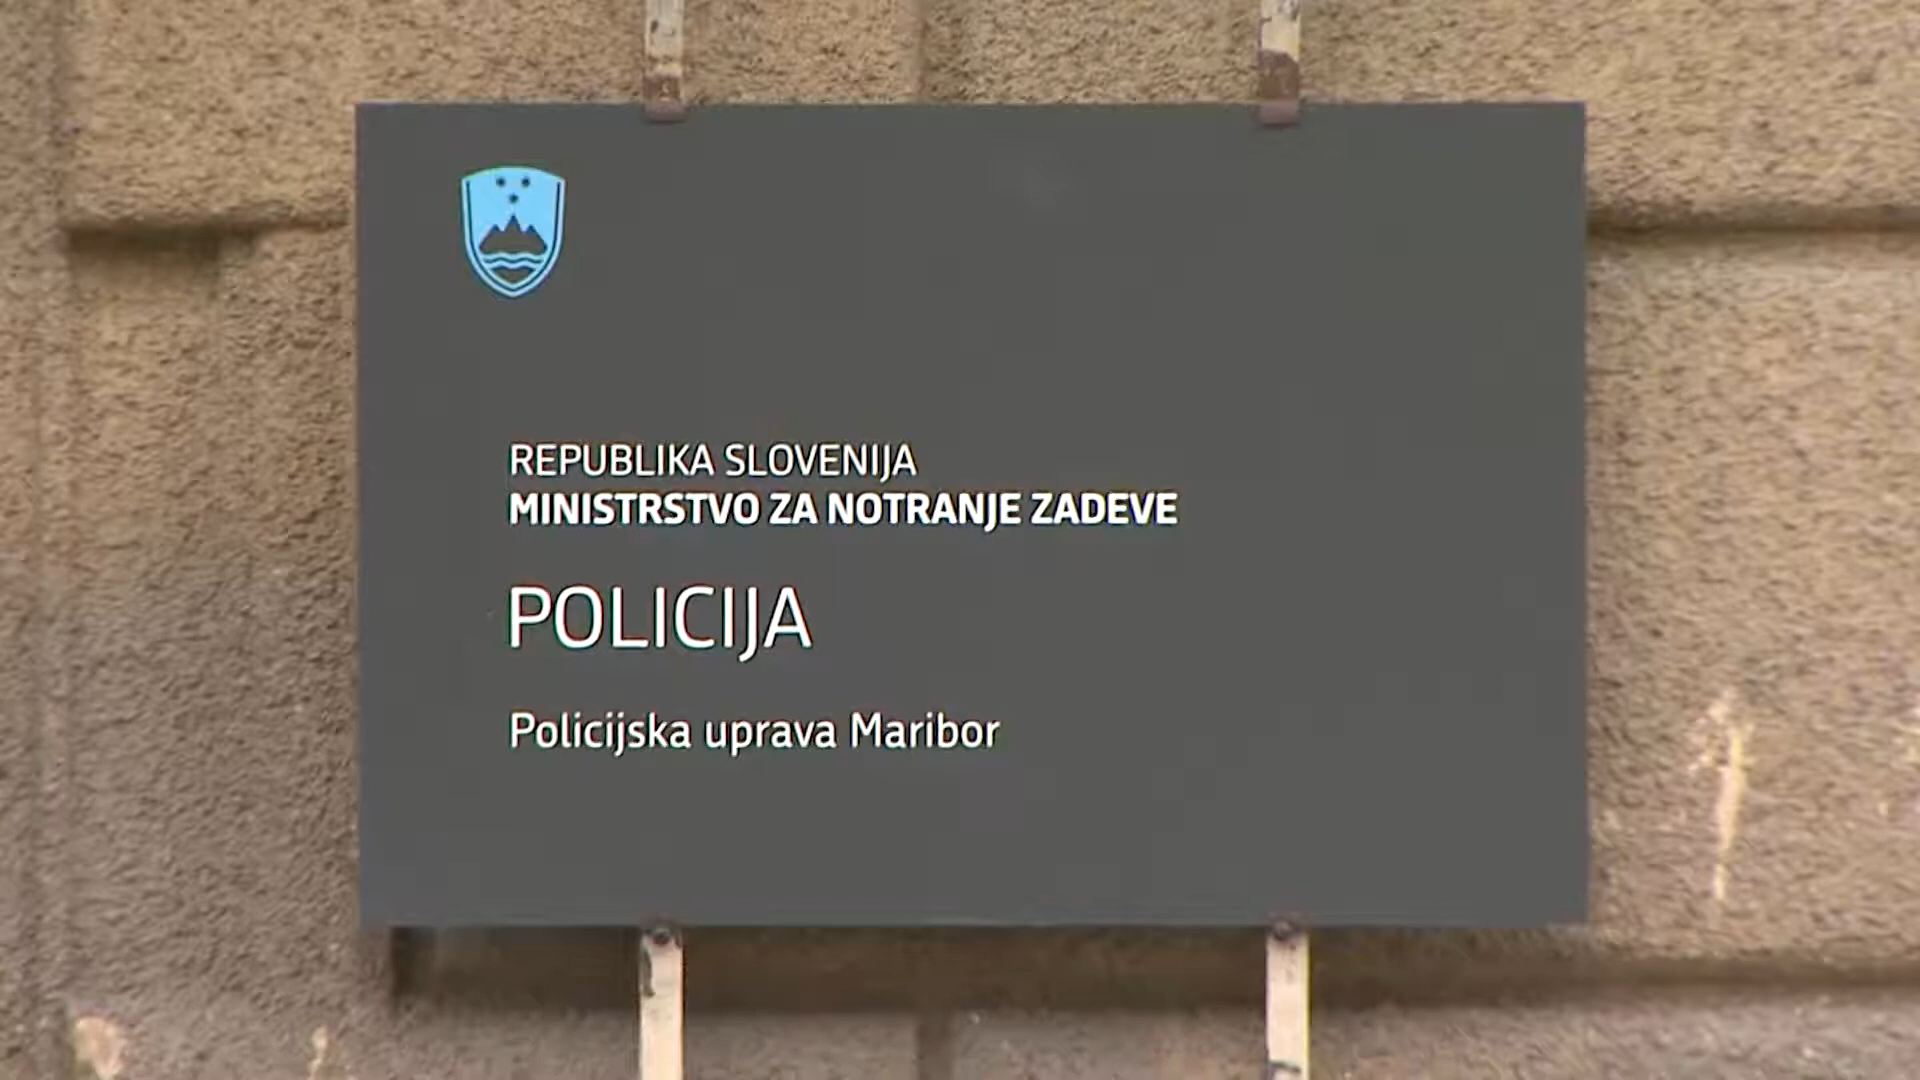 REPUBLIKA SLOVENIJA
MINISTRSTVO ZA NOTRANJE ZADEVE
POLICIJA
Policijska uprava Maribor